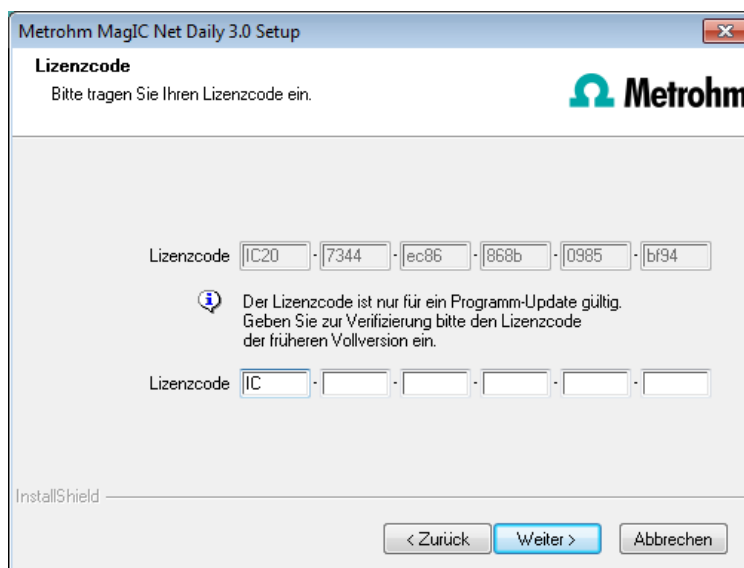 Metrohm MagIC Net Daily 3.0 Setup
Lizenzcode
Bitte tragen Sie Ihren Lizenzcode ein.
Metrohm
Lizenzcode IC20 - 7344 - ec86 - 868b - 0985 - bf94
Der Lizenzcode ist nur für ein Programm-Update gültig.
Geben Sie zur Verifizierung bitte den Lizenzcode
der früheren Vollversion ein.
Lizenzcode IC - - - - -
InstallShield
< Zurück Weiter > Abbrechen